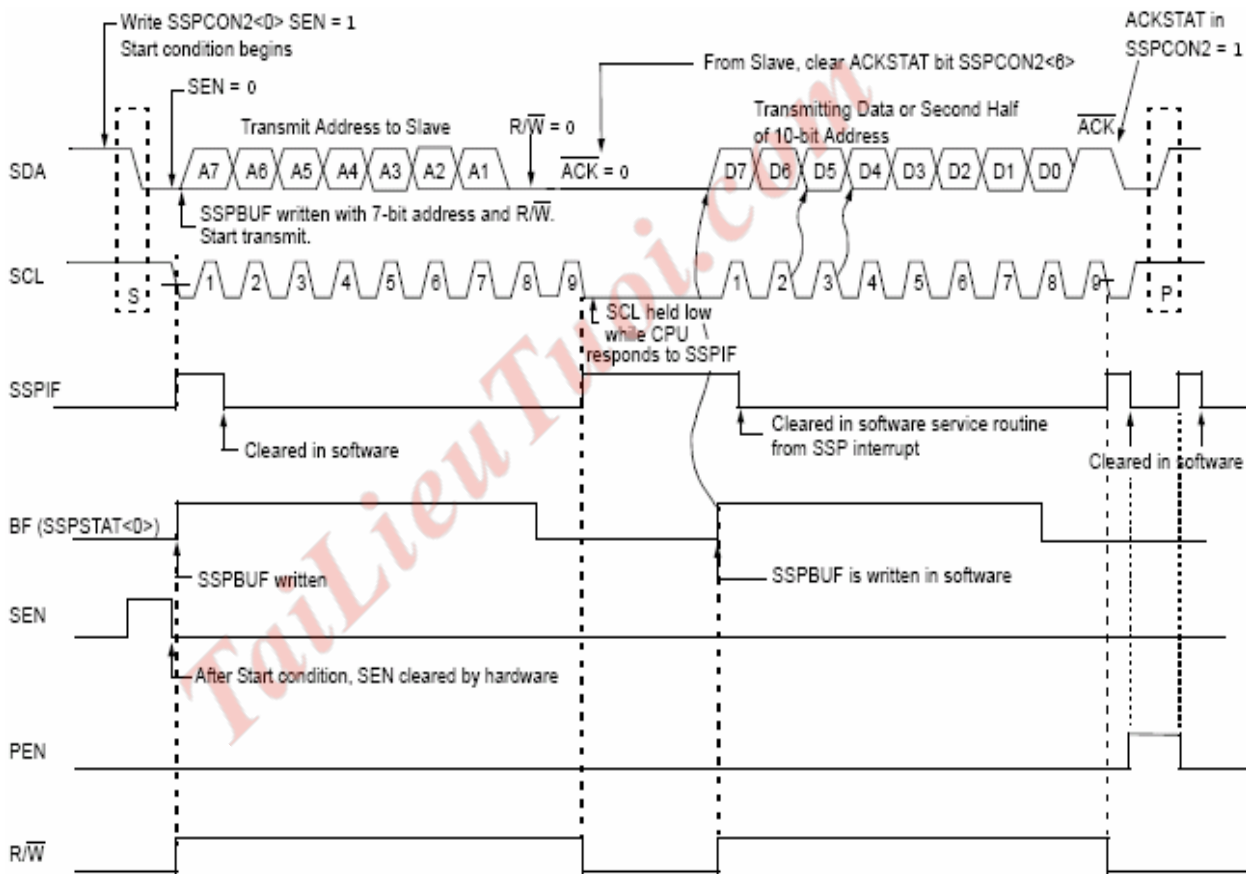 Write SSPCON2<0> SEN = 1
Start condition begins
ACKSTAT in
SSPCON2 = 1
From Slave, clear ACKSTAT bit SSPCON2<6>
SEN = 0
Transmit Address to Slave
R/W̅ = 0
Transmitting Data or Second Half
of 10-bit Address
A̅C̅K̅
SDA
A7 A6 A5 A4 A3 A2 A1
A̅C̅K̅ = 0
D7 D6 D5 D4 D3 D2 D1 D0
SSPBUF written with 7-bit address and R/W̅.
Start transmit.
SCL
S
1 2 3 4 5 6 7 8 9
1 2 3 4 5 6 7 8 9
P
SCL held low
while CPU
responds to SSPIF
SSPIF
Cleared in software
Cleared in software service routine
from SSP interrupt
Cleared in software
BF (SSPSTAT<0>)
SSPBUF written
SSPBUF is written in software
SEN
After Start condition, SEN cleared by hardware
PEN
R/W̅
TaiLieuTuoi.com